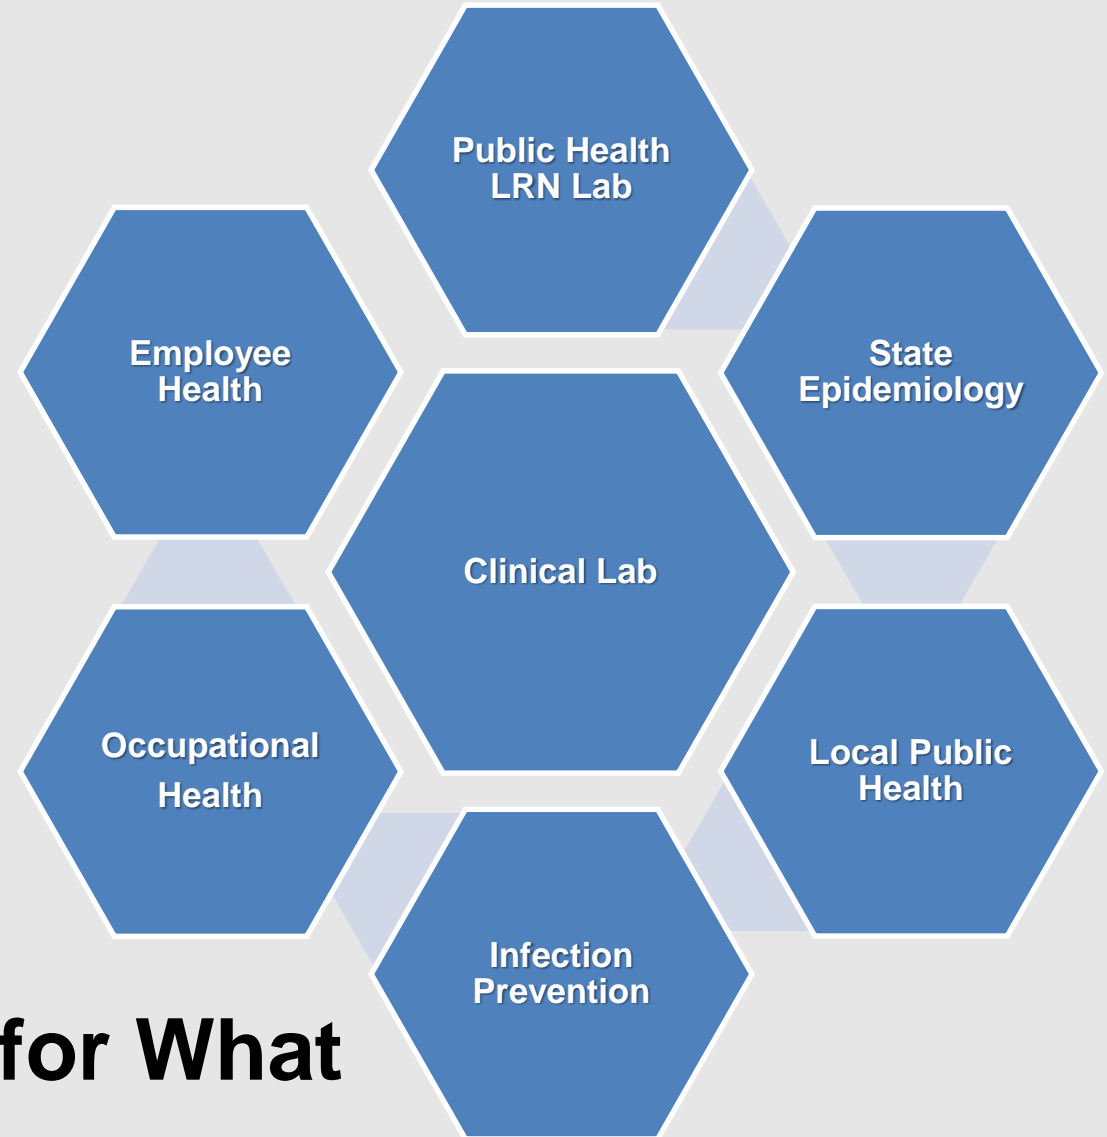 Public Health
LRN Lab
Employee
Health
State
Epidemiology
Clinical Lab
Occupational
Health
Local Public
Health
Infection
Prevention
for What